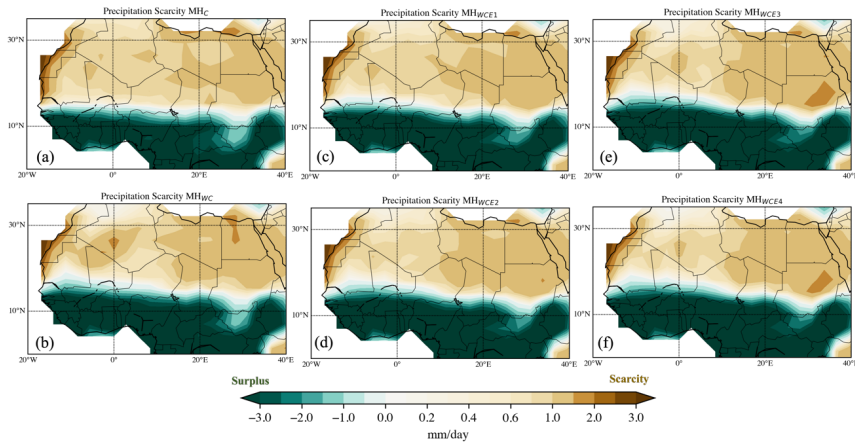 Precipitation Scarcity MH_C
30°N
10°N
(a)
20°W 0° 10°E 20°E 40°E
Precipitation Scarity MH_WCE1
30°N
10°N
(c)
20°W 0° 20°E 40°E
Precipitation Scarcity MH_WCE3
30°N
10°N
(e)
20°W 0° 20°E 40°E
Precipitation Scarcity MH_WC
30°N
10°N
(b)
20°W 0° 10°E 20°E 40°E
Precipitation Scarcity MH_WCE2
30°N
10°N
(d)
20°W 0° 20°E 40°E
Precipitation Scarcity MH_WCE4
30°N
10°N
(f)
20°W 0° 20°E 40°E
Surplus Scarcity
−3.0 −2.0 −1.0 0.0 0.2 0.4 0.6 1.0 2.0 3.0
mm/day